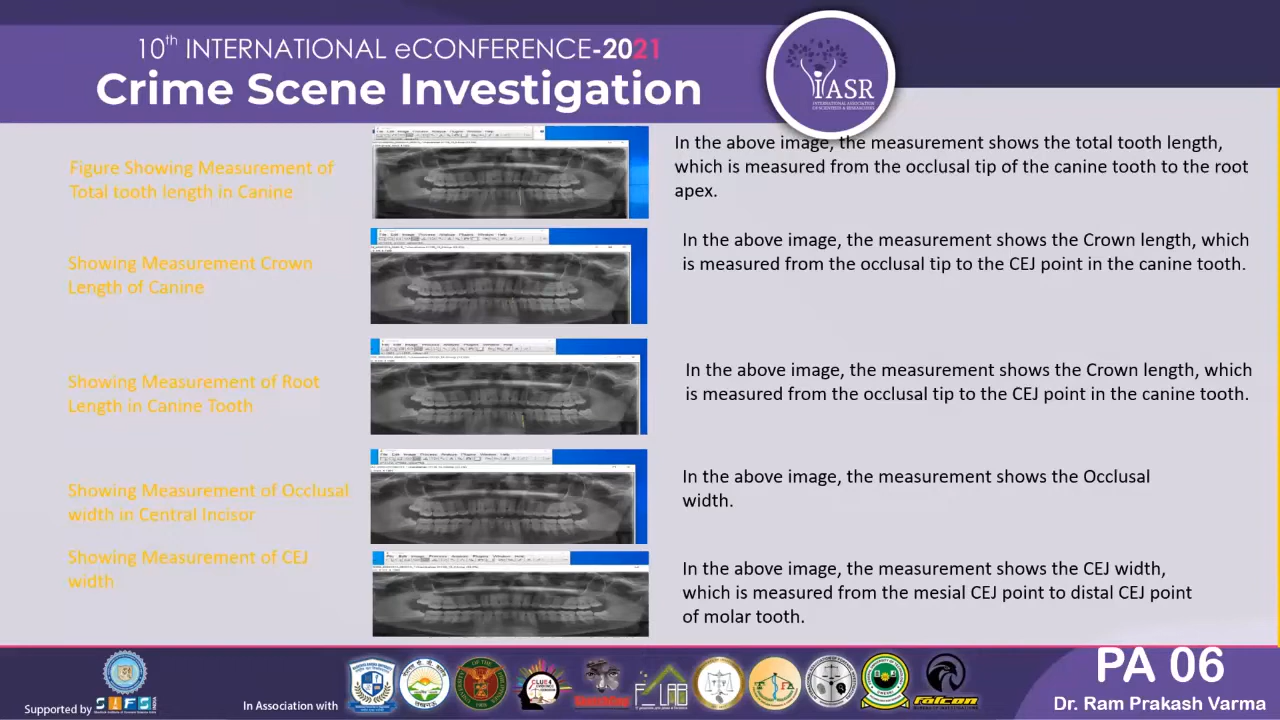 10th INTERNATIONAL eCONFERENCE-2021
Crime Scene Investigation
iASR
INTERNATIONAL ASSOCIATION
OF SCIENTISTS & RESEARCHERS
Figure Showing Measurement of
Total tooth length in Canine
In the above image, the measurement shows the total tooth length,
which is measured from the occlusal tip of the canine tooth to the root
apex.
Showing Measurement Crown
Length of Canine
In the above image, the measurement shows the Crown length, which
is measured from the occlusal tip to the CEJ point in the canine tooth.
Showing Measurement of Root
Length in Canine Tooth
In the above image, the measurement shows the Crown length, which
is measured from the occlusal tip to the CEJ point in the canine tooth.
Showing Measurement of Occlusal
width in Central Incisor
In the above image, the measurement shows the Occlusal
width.
Showing Measurement of CEJ
width
In the above image, the measurement shows the CEJ width,
which is measured from the mesial CEJ point to distal CEJ point
of molar tooth.
Supported by
SIFS
In Association with
CLUE4
PA 06
Dr. Ram Prakash Varma